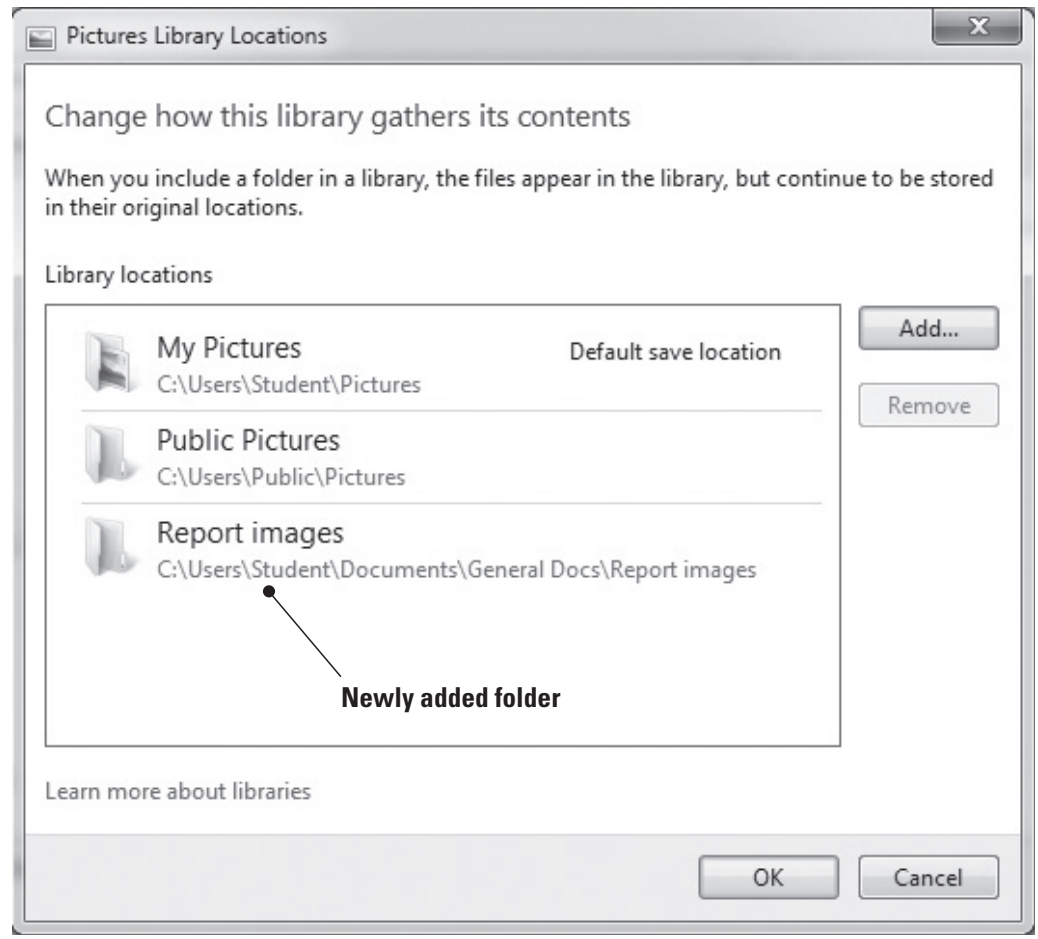 Pictures Library Locations
x
Change how this library gathers its contents
When you include a folder in a library, the files appear in the library, but continue to be stored
in their original locations.
Library locations
My Pictures
Default save location
C:\Users\Student\Pictures
Public Pictures
C:\Users\Public\Pictures
Report images
C:\Users\Student\Documents\General Docs\Report images
Newly added folder
Add...
Remove
Learn more about libraries
OK
Cancel